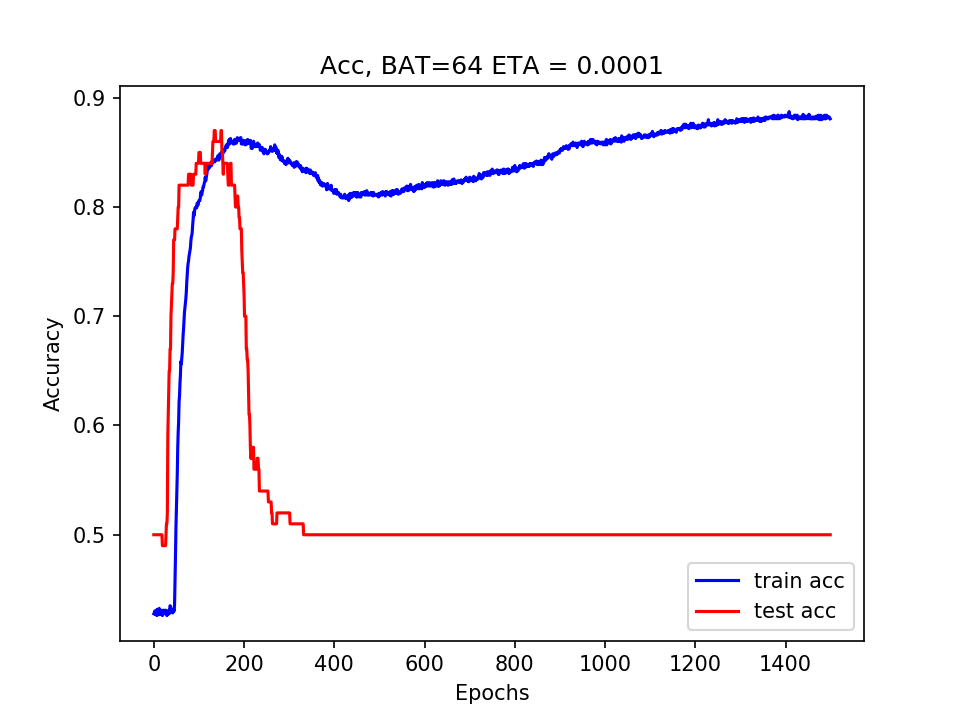 Acc, BAT=64 ETA = 0.0001
0.9
0.8
0.7
0.6
0.5
Accuracy
train acc
test acc
0 200 400 600 800 1000 1200 1400
Epochs